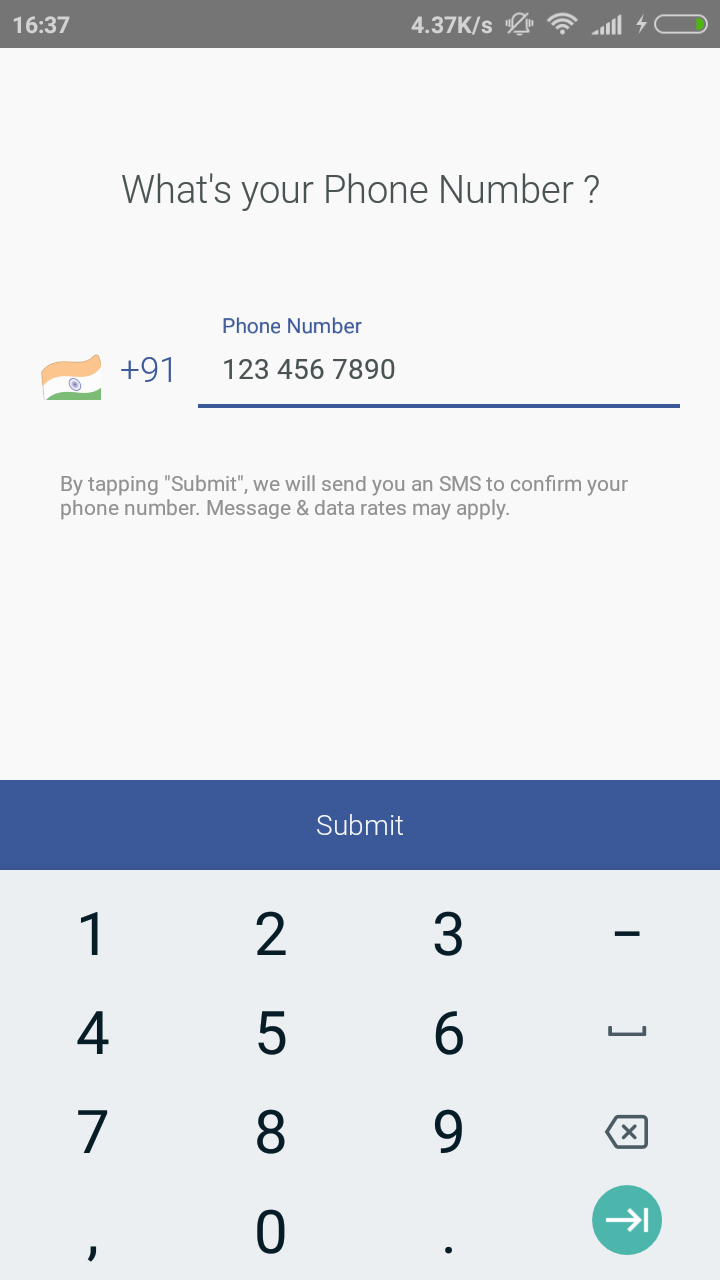 16:37 4.37K/s
What's your Phone Number ?
Phone Number
+91 123 456 7890
By tapping "Submit", we will send you an SMS to confirm your
phone number. Message & data rates may apply.
Submit
1 2 3 –
4 5 6
7 8 9
, 0 .